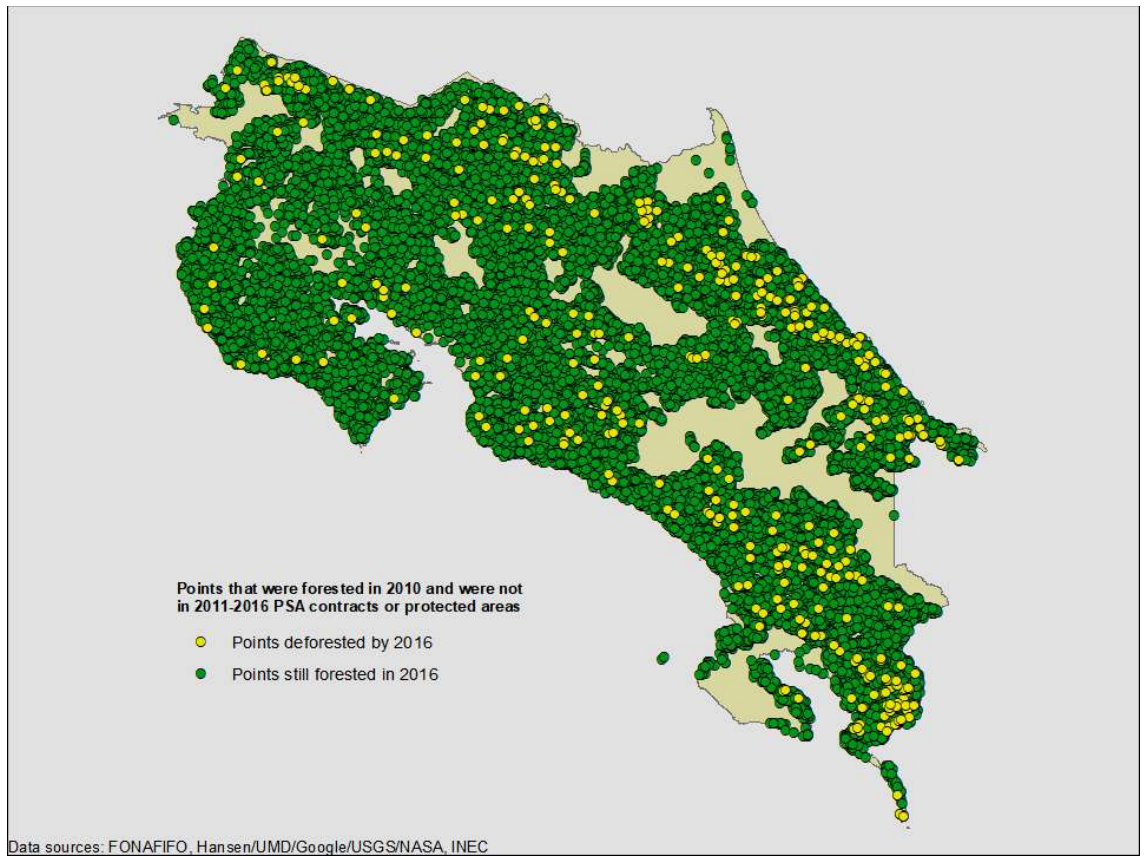 Points that were forested in 2010 and were not
in 2011-2016 PSA contracts or protected areas
Points deforested by 2016
Points still forested in 2016
Data sources: FONAFIFO, Hansen/UMD/Google/USGS/NASA, INEC